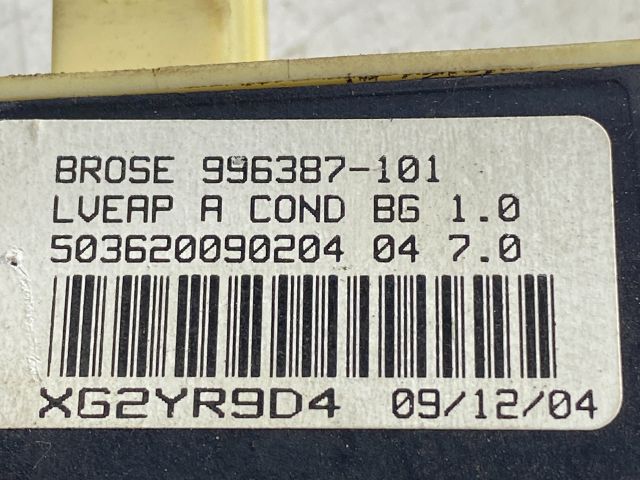 BROSE 996387-101
LVEAP A COND BG 1.0
503620090204 04 7.0
XG2YR9D4 09/12/04